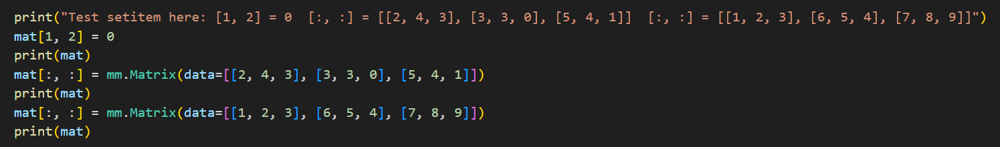 print("Test setitem here: [1, 2] = 0  [:, :] = [[2, 4, 3], [3, 3, 0], [5, 4, 1]]  [:, :] = [[1, 2, 3], [6, 5, 4], [7, 8, 9]]")
mat[1, 2] = 0
print(mat)
mat[:, :] = mm.Matrix(data=[[2, 4, 3], [3, 3, 0], [5, 4, 1]])
print(mat)
mat[:, :] = mm.Matrix(data=[[1, 2, 3], [6, 5, 4], [7, 8, 9]])
print(mat)